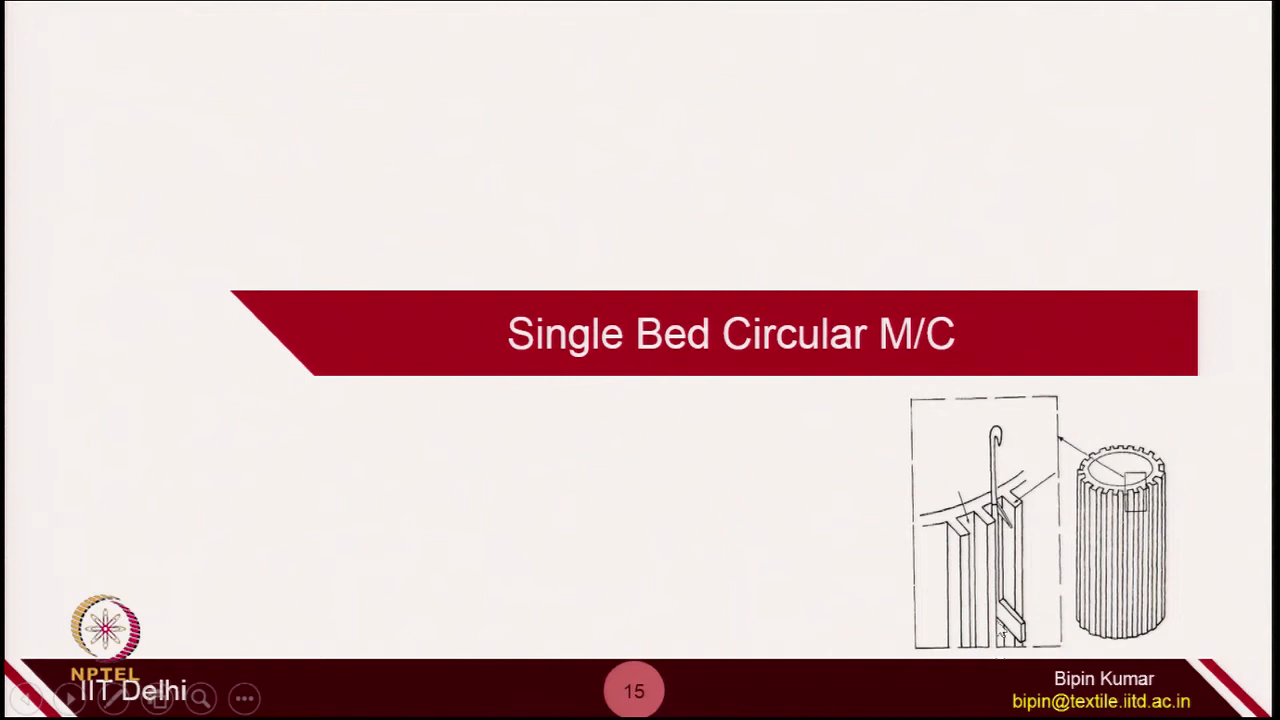 Single Bed Circular M/C
NPTEL
IIT Delhi
15
Bipin Kumar
bipin@textile.iitd.ac.in